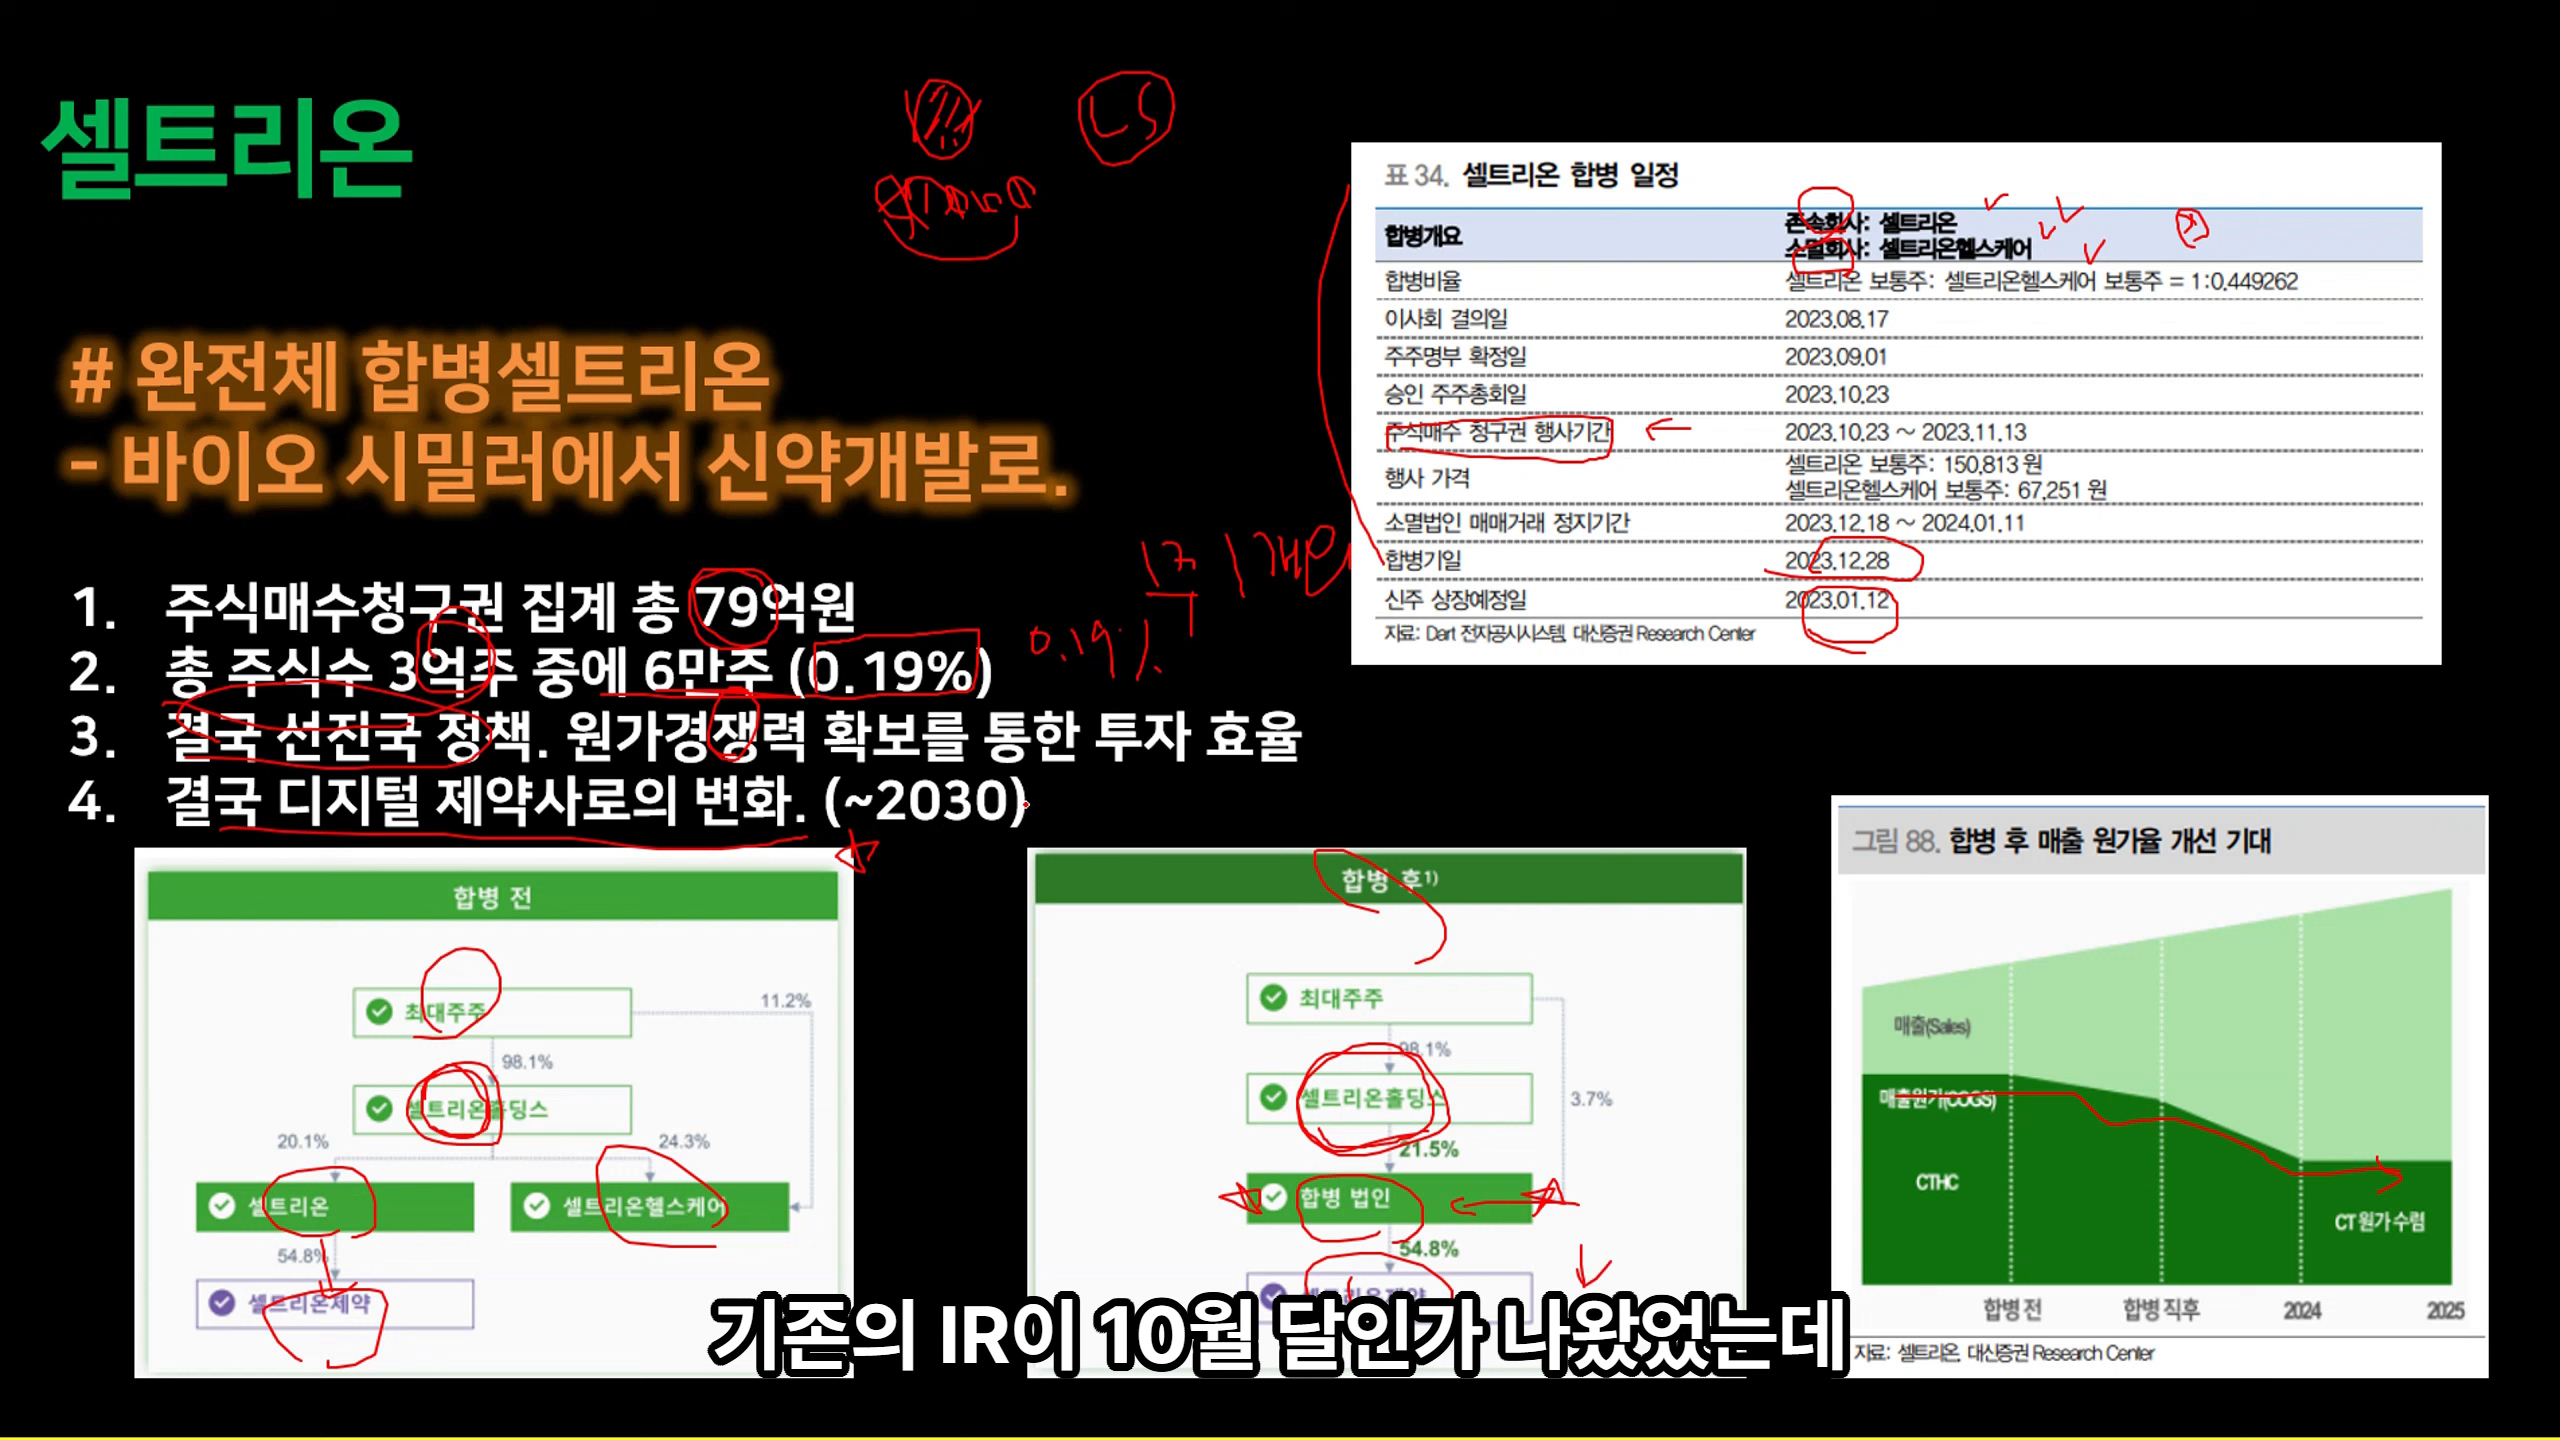 셀트리온
LS
# 완전체 합병셀트리온
- 바이오 시밀러에서 신약개발로.
1. 주식매수청구권 집계 총 79억원
2. 총 주식수 3억주 중에 6만주 (0.19%)
3. 결국 선진국 정책. 원가경쟁력 확보를 통한 투자 효율
4. 결국 디지털 제약사로의 변화. (~2030)
0.19%
1개인
표 34. 셀트리온 합병 일정
합병개요 존속회사: 셀트리온
소멸회사: 셀트리온헬스케어
합병비율 셀트리온 보통주: 셀트리온헬스케어 보통주 = 1:0.449262
이사회 결의일 2023.08.17
주주명부 확정일 2023.09.01
승인 주주총회일 2023.10.23
주식매수 청구권 행사기간 2023.10.23 ~ 2023.11.13
행사 가격 셀트리온 보통주: 150,813 원
셀트리온헬스케어 보통주: 67,251 원
소멸법인 매매거래 정지기간 2023.12.18 ~ 2024.01.11
합병기일 2023.12.28
신주 상장예정일 2023.01.12
자료: Dart 전자공시시스템, 대신증권 Research Center
합병 전
최대주주
11.2%
98.1%
셀트리온홀딩스
20.1% 24.3%
셀트리온 셀트리온헬스케어
54.8%
셀트리온제약
합병 후1)
최대주주
98.1%
셀트리온홀딩스
3.7%
21.5%
합병 법인
54.8%
셀트리온제약
그림 88. 합병 후 매출 원가율 개선 기대
매출(Sales)
매출원가(COGS)
CTHC
CT 원가 수렴
합병 전 합병 직후 2024 2025
자료: 셀트리온, 대신증권 Research Center
기존의 IR이 10월 달인가 나왔었는데